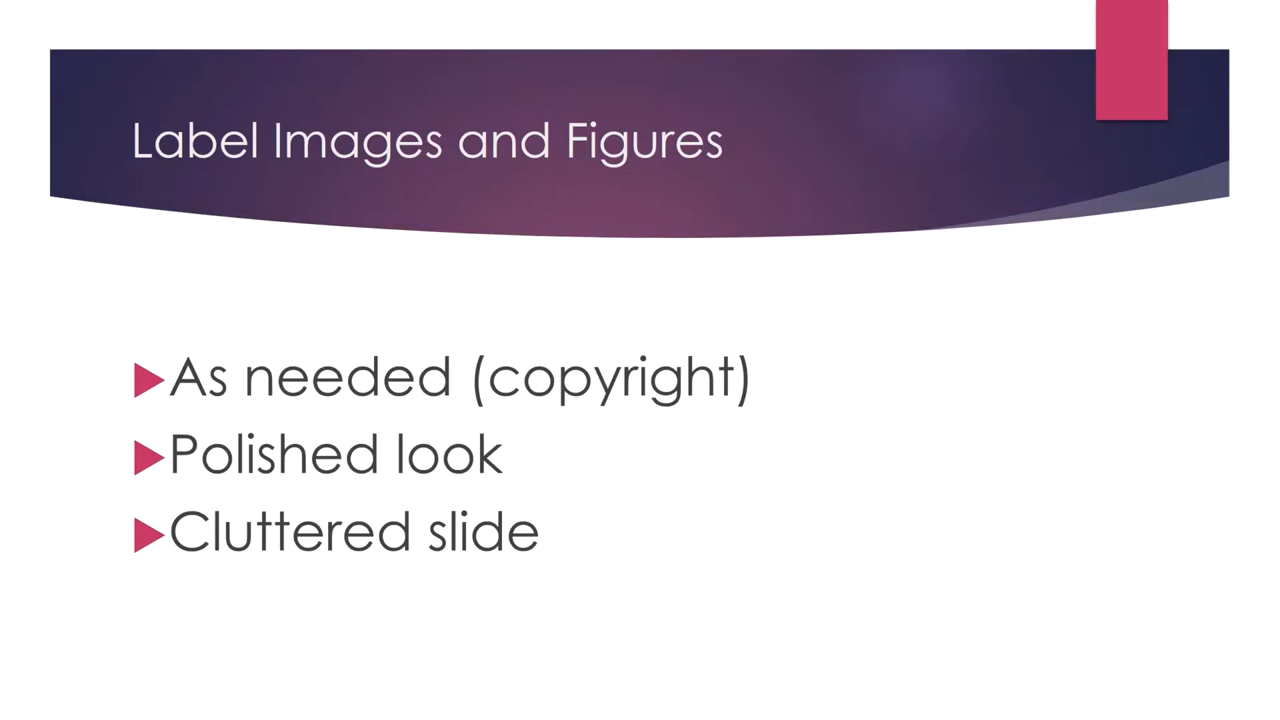 Label Images and Figures
As needed (copyright)
Polished look
Cluttered slide